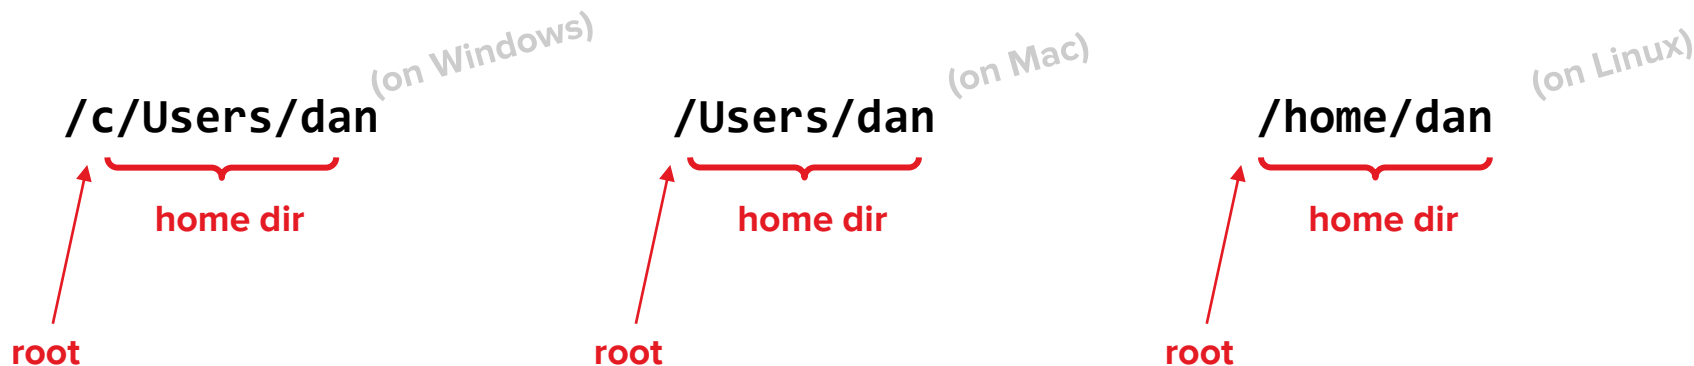 (on Windows)
/c/Users/dan
home dir
root
(on Mac)
/Users/dan
home dir
root
(on Linux)
/home/dan
home dir
root